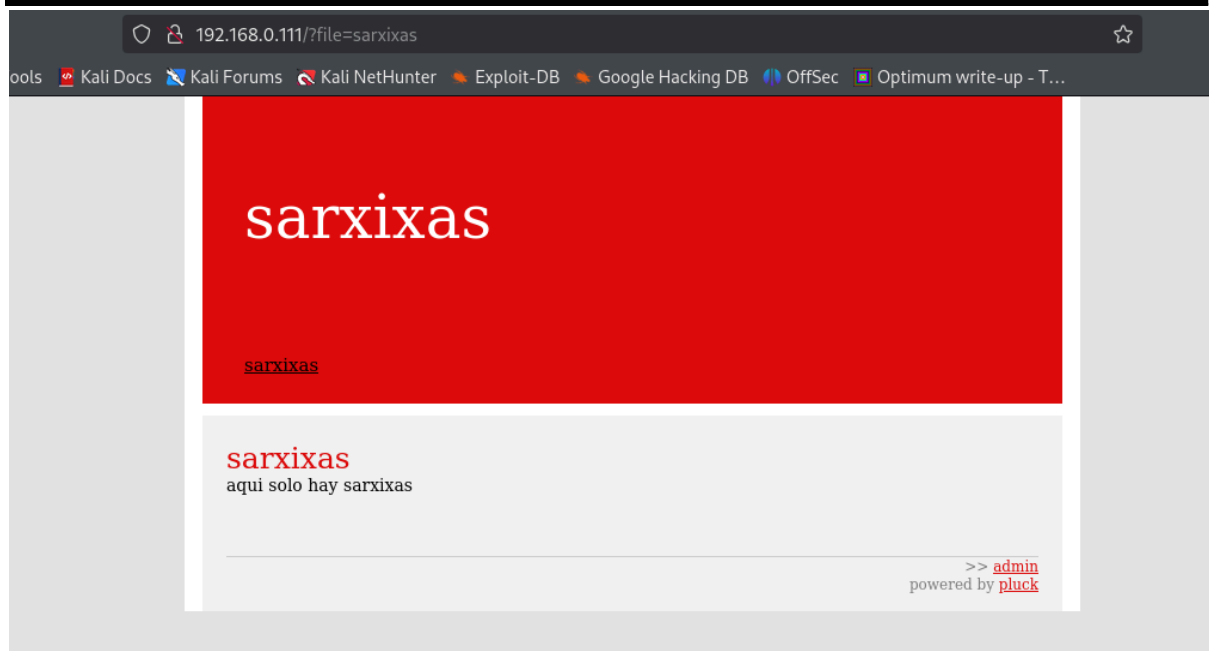 192.168.0.111/?file=sarxixas
ools Kali Docs Kali Forums Kali NetHunter Exploit-DB Google Hacking DB OffSec Optimum write-up - T…
sarxixas
sarxixas
sarxixas
aqui solo hay sarxixas
>> admin
powered by pluck